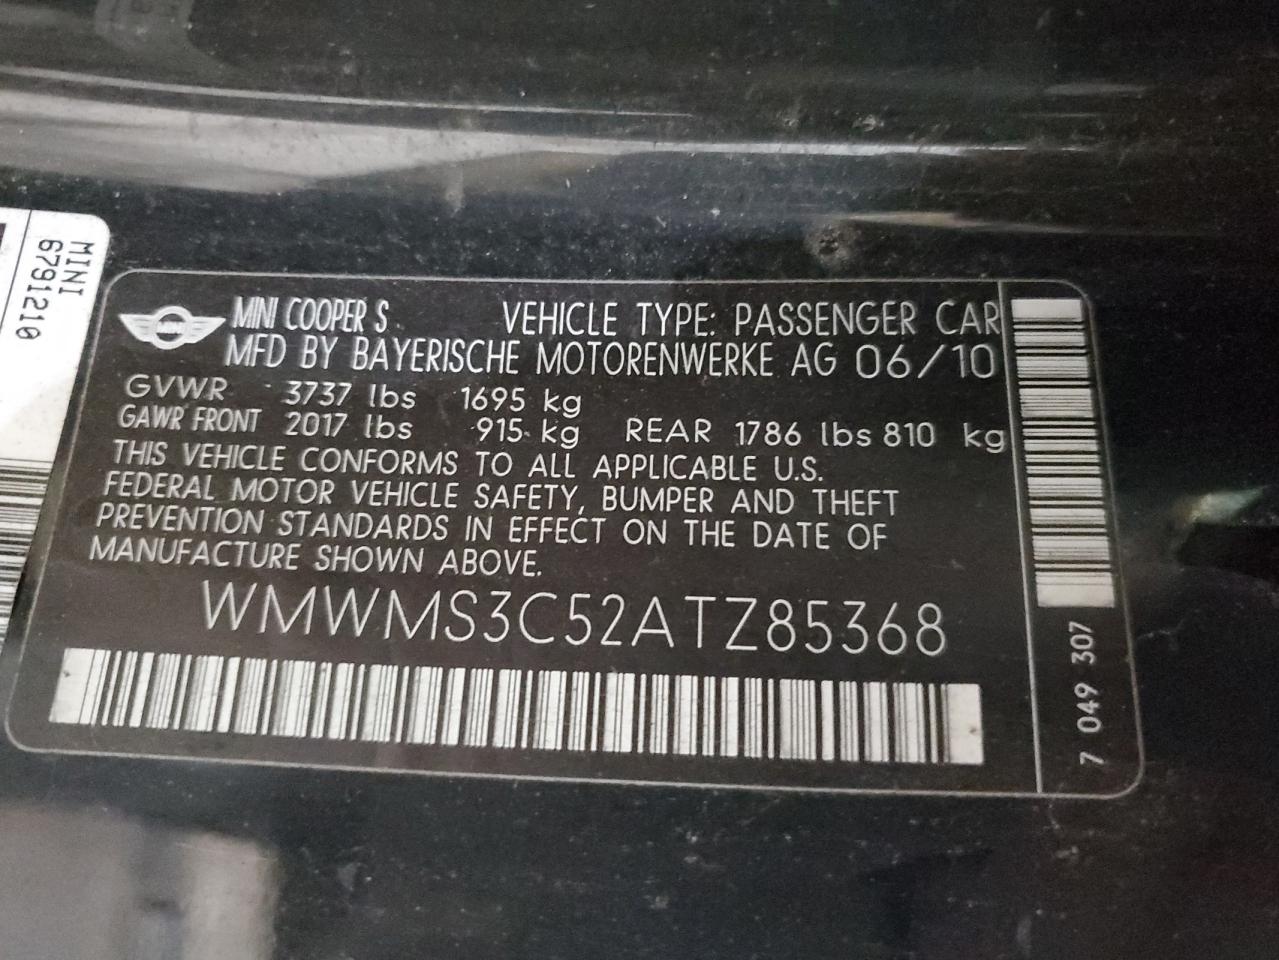 MINI
6791210
MINI
MINI COOPER S VEHICLE TYPE: PASSENGER CAR
MFD BY BAYERISCHE MOTORENWERKE AG 06/10
GVWR 3737 lbs 1695 kg
GAWR FRONT 2017 lbs 915 kg REAR 1786 lbs 810 kg
THIS VEHICLE CONFORMS TO ALL APPLICABLE U.S.
FEDERAL MOTOR VEHICLE SAFETY, BUMPER AND THEFT
PREVENTION STANDARDS IN EFFECT ON THE DATE OF
MANUFACTURE SHOWN ABOVE.
WMWMS3C52ATZ85368
7 049 307